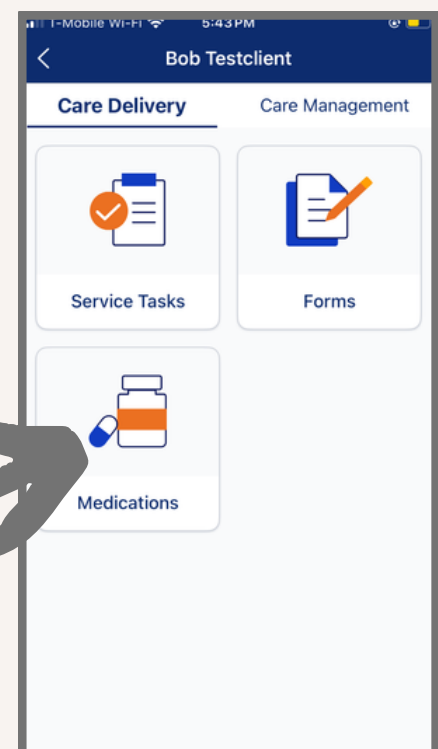 T-Mobile Wi-Fi 5:43 PM
Bob Testclient
Care Delivery Care Management
Service Tasks Forms
Medications